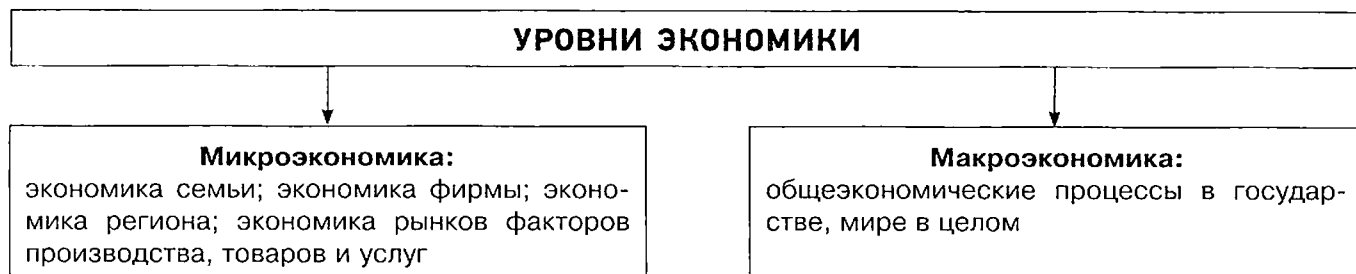 УРОВНИ ЭКОНОМИКИ
Микроэкономика:
экономика семьи; экономика фирмы; эконо-
мика региона; экономика рынков факторов
производства, товаров и услуг
Макроэкономика:
общеэкономические процессы в государ-
стве, мире в целом